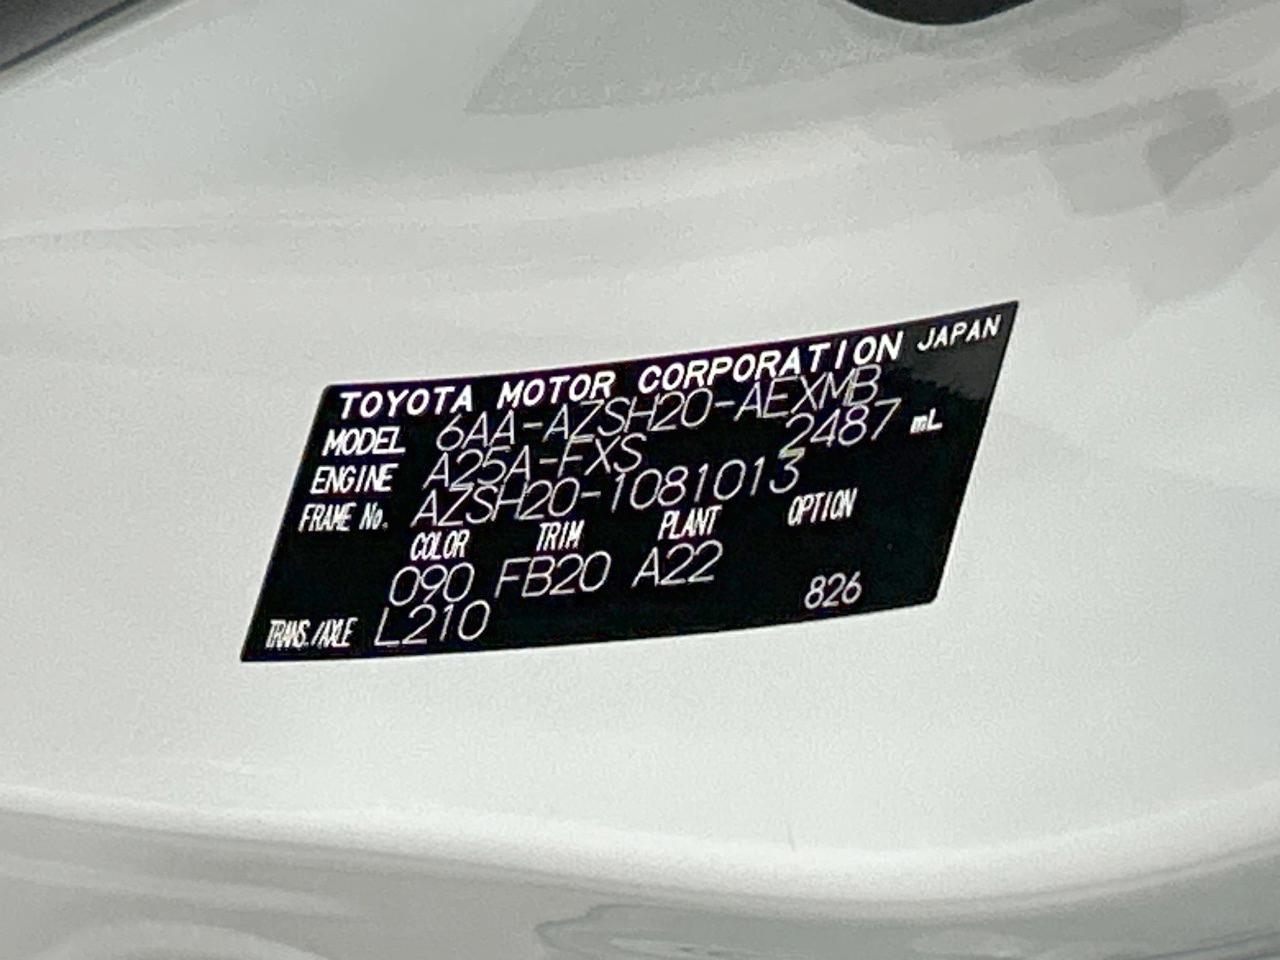 TOYOTA MOTOR CORPORATION JAPAN
MODEL 6AA-AZSH20-AEXMB
ENGINE A25A-FXS 2487 mL
FRAME No. AZSH20-1081013
COLOR TRIM PLANT OPTION
090 FB20 A22
TRANS./AXLE L210 826